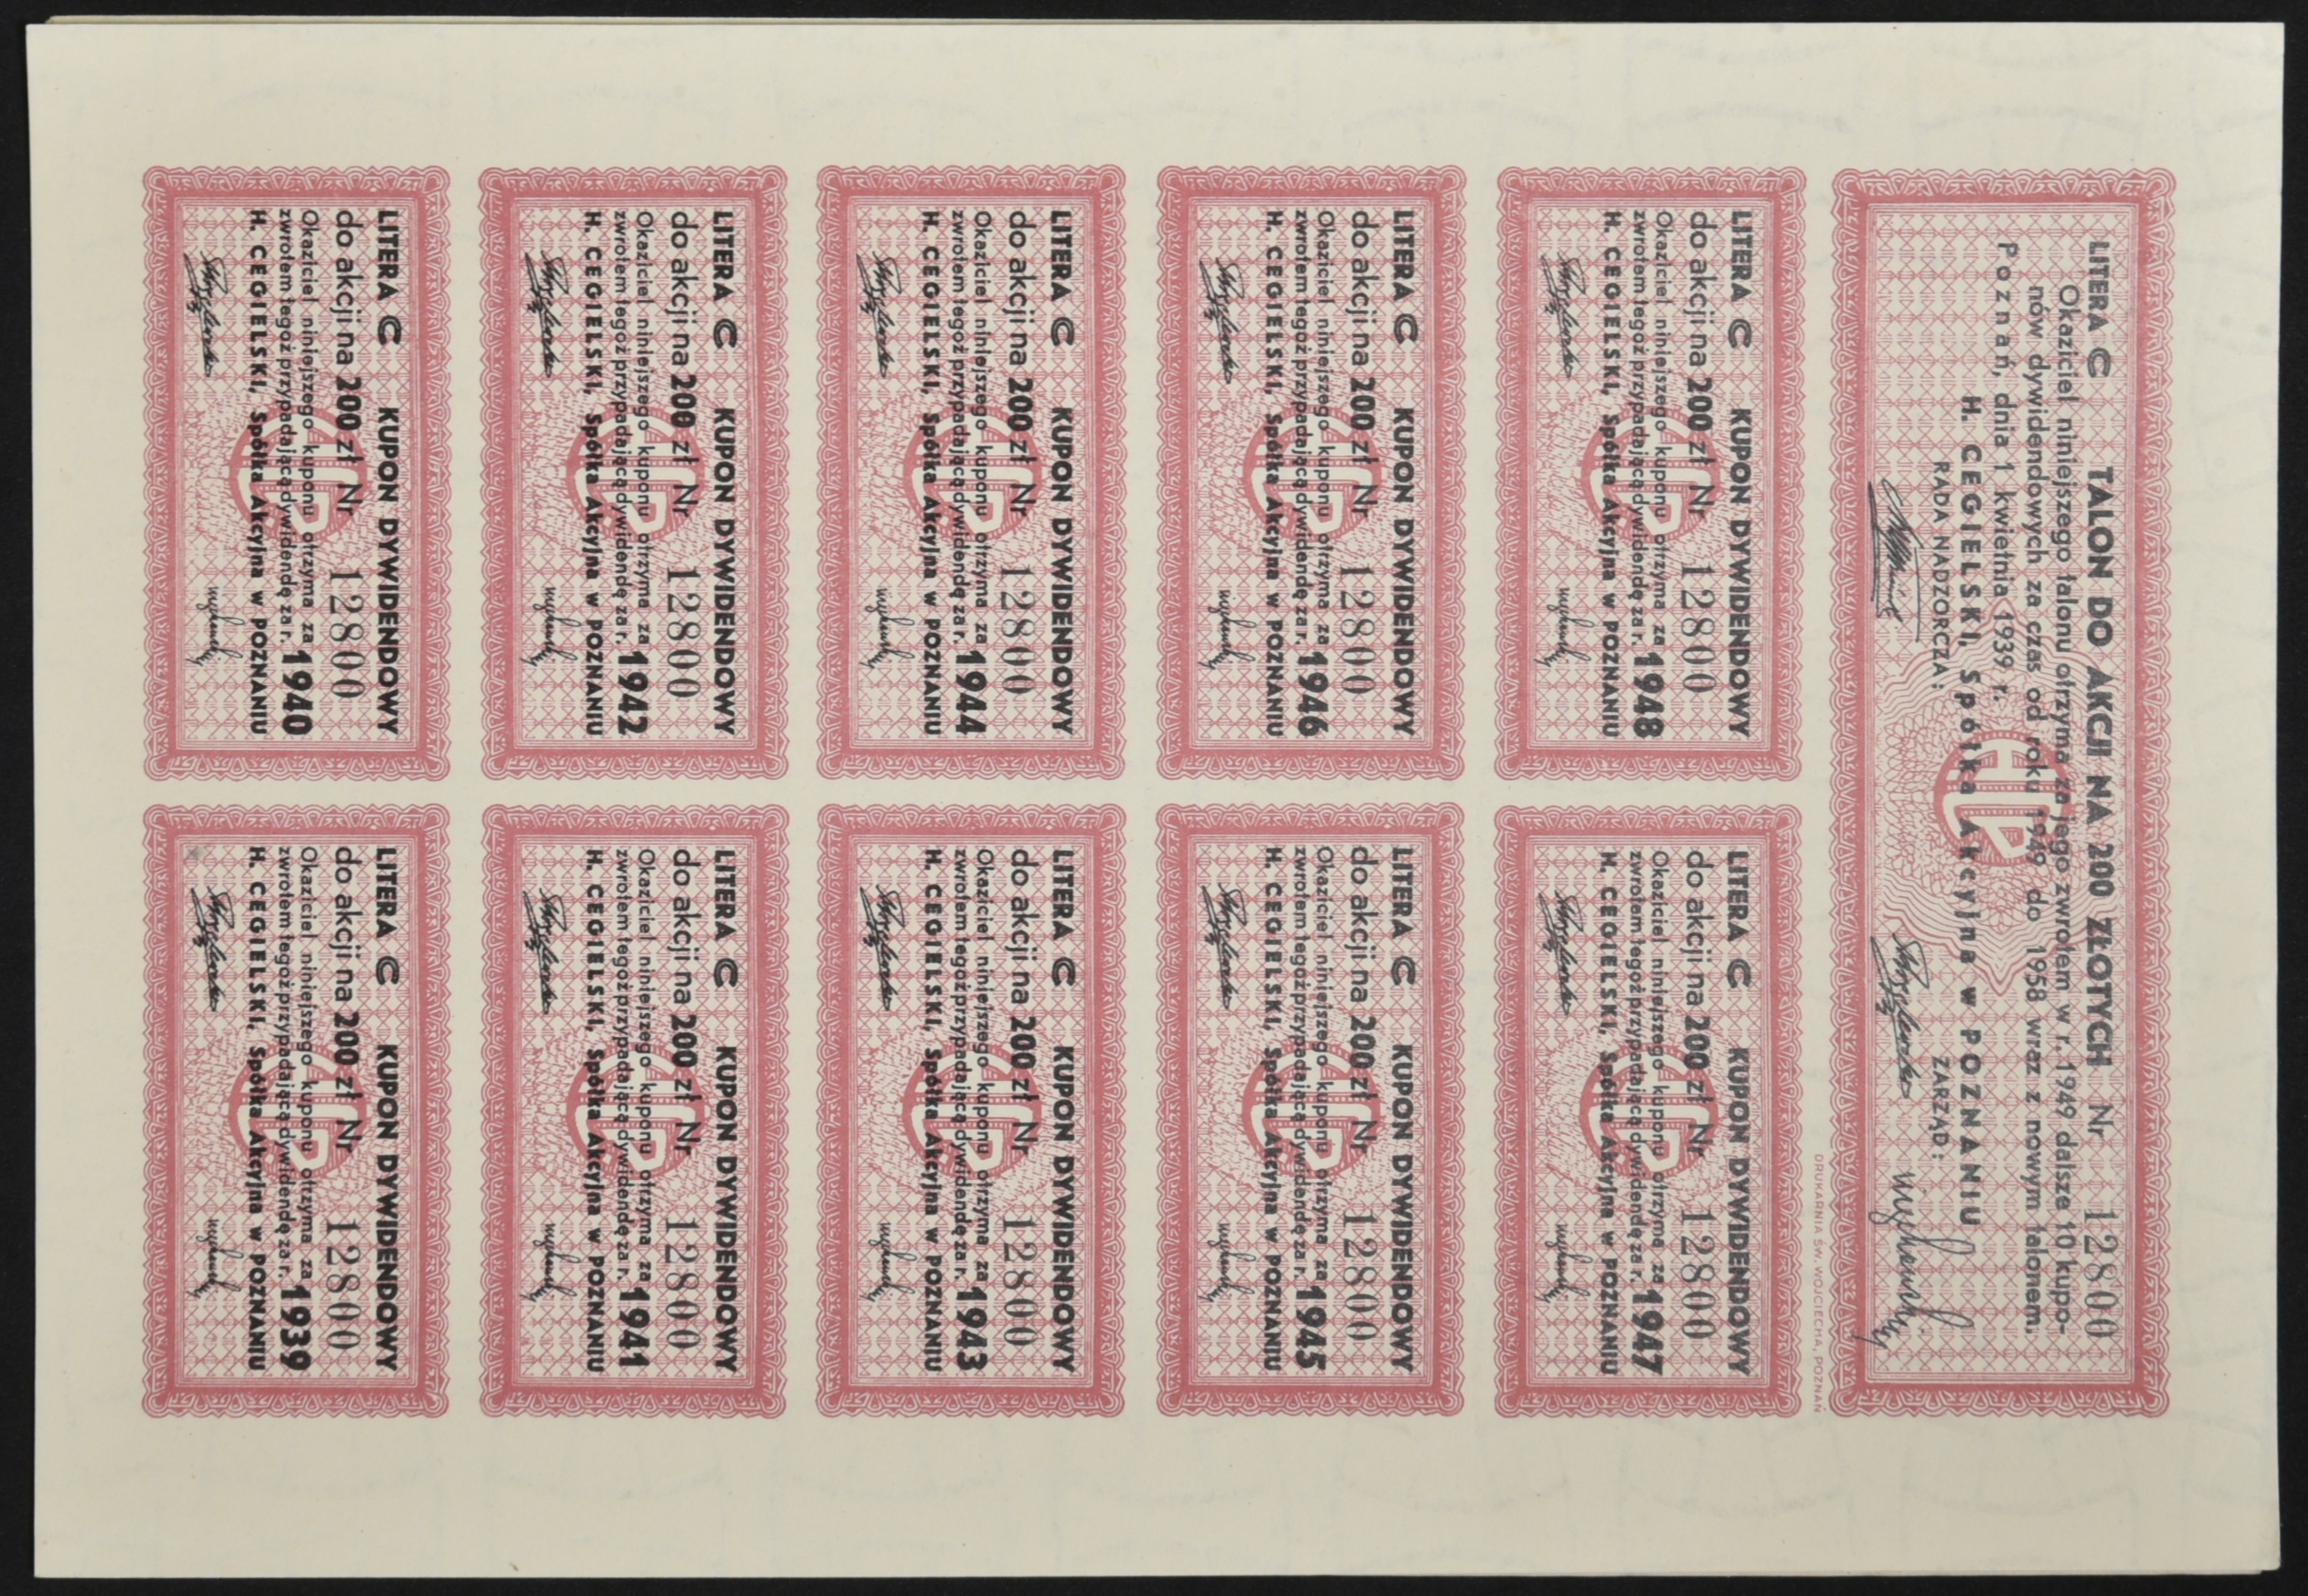 LITERA C TALON DO AKCJI NA 200 ZŁOTYCH Nr 12800
Okaziciel niniejszego talonu otrzyma za jego zwrotem w r. 1949 dalsze 10 kupo-
nów dywidendowych za czas od roku 1949 do 1958 wraz z nowym talonem.
Poznań, dnia 1 kwietnia 1939 r.
H. CEGIELSKI, Spółka Akcyjna w POZNANIU
RADA NADZORCZA: ZARZĄD:
DRUKARNIA ŚW. WOJCIECHA, POZNAŃ
LITERA C KUPON DYWIDENDOWY
do akcji na 200 zł Nr 12800
Okaziciel niniejszego kuponu otrzyma za
zwrotem tegoż przypadającą dywidendę za r. 1948
H. CEGIELSKI, Spółka Akcyjna w POZNANIU
LITERA C KUPON DYWIDENDOWY
do akcji na 200 zł Nr 12800
Okaziciel niniejszego kuponu otrzyma za
zwrotem tegoż przypadającą dywidendę za r. 1947
H. CEGIELSKI, Spółka Akcyjna w POZNANIU
LITERA C KUPON DYWIDENDOWY
do akcji na 200 zł Nr 12800
Okaziciel niniejszego kuponu otrzyma za
zwrotem tegoż przypadającą dywidendę za r. 1946
H. CEGIELSKI, Spółka Akcyjna w POZNANIU
LITERA C KUPON DYWIDENDOWY
do akcji na 200 zł Nr 12800
Okaziciel niniejszego kuponu otrzyma za
zwrotem tegoż przypadającą dywidendę za r. 1945
H. CEGIELSKI, Spółka Akcyjna w POZNANIU
LITERA C KUPON DYWIDENDOWY
do akcji na 200 zł Nr 12800
Okaziciel niniejszego kuponu otrzyma za
zwrotem tegoż przypadającą dywidendę za r. 1944
H. CEGIELSKI, Spółka Akcyjna w POZNANIU
LITERA C KUPON DYWIDENDOWY
do akcji na 200 zł Nr 12800
Okaziciel niniejszego kuponu otrzyma za
zwrotem tegoż przypadającą dywidendę za r. 1943
H. CEGIELSKI, Spółka Akcyjna w POZNANIU
LITERA C KUPON DYWIDENDOWY
do akcji na 200 zł Nr 12800
Okaziciel niniejszego kuponu otrzyma za
zwrotem tegoż przypadającą dywidendę za r. 1942
H. CEGIELSKI, Spółka Akcyjna w POZNANIU
LITERA C KUPON DYWIDENDOWY
do akcji na 200 zł Nr 12800
Okaziciel niniejszego kuponu otrzyma za
zwrotem tegoż przypadającą dywidendę za r. 1941
H. CEGIELSKI, Spółka Akcyjna w POZNANIU
LITERA C KUPON DYWIDENDOWY
do akcji na 200 zł Nr 12800
Okaziciel niniejszego kuponu otrzyma za
zwrotem tegoż przypadającą dywidendę za r. 1940
H. CEGIELSKI, Spółka Akcyjna w POZNANIU
LITERA C KUPON DYWIDENDOWY
do akcji na 200 zł Nr 12800
Okaziciel niniejszego kuponu otrzyma za
zwrotem tegoż przypadającą dywidendę za r. 1939
H. CEGIELSKI, Spółka Akcyjna w POZNANIU